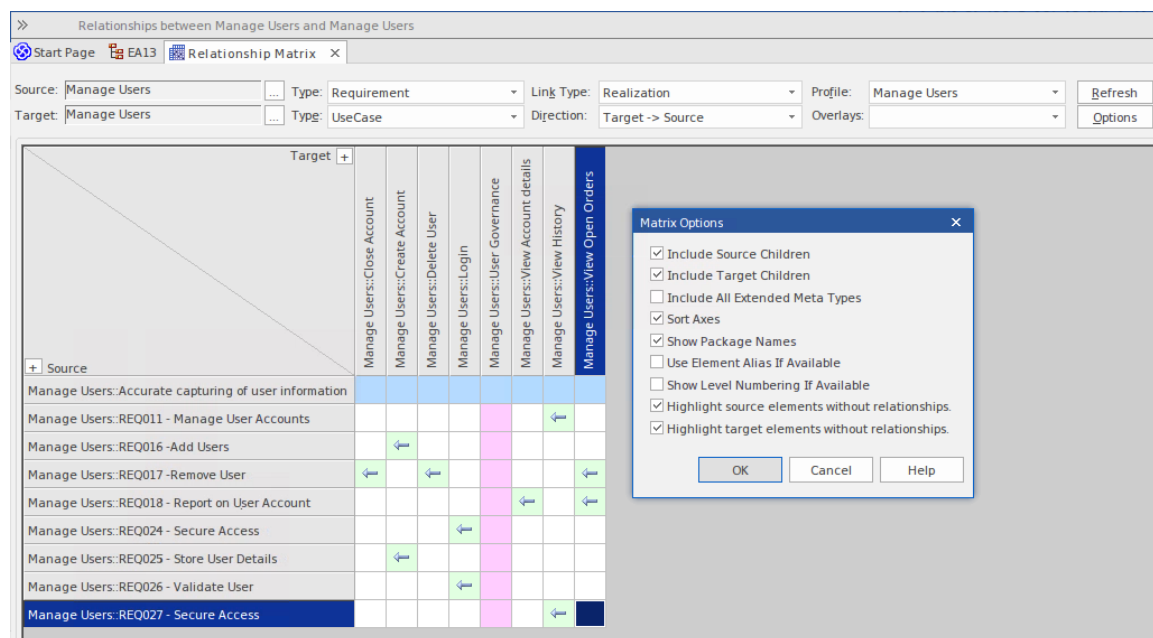 Relationships between Manage Users and Manage Users
Start Page EA13 Relationship Matrix
Source: Manage Users ... Type: Requirement Link Type: Realization Profile: Manage Users Refresh
Target: Manage Users ... Type: UseCase Direction: Target -> Source Overlays: Options
Target +
+ Source
Manage Users::Close Account
Manage Users::Create Account
Manage Users::Delete User
Manage Users::Login
Manage Users::User Governance
Manage Users::View Account details
Manage Users::View History
Manage Users::View Open Orders
Manage Users::Accurate capturing of user information
Manage Users::REQ011 - Manage User Accounts
Manage Users::REQ016 -Add Users
Manage Users::REQ017 -Remove User
Manage Users::REQ018 - Report on User Account
Manage Users::REQ024 - Secure Access
Manage Users::REQ025 - Store User Details
Manage Users::REQ026 - Validate User
Manage Users::REQ027 - Secure Access
Matrix Options
Include Source Children
Include Target Children
Include All Extended Meta Types
Sort Axes
Show Package Names
Use Element Alias If Available
Show Level Numbering If Available
Highlight source elements without relationships.
Highlight target elements without relationships.
OK Cancel Help